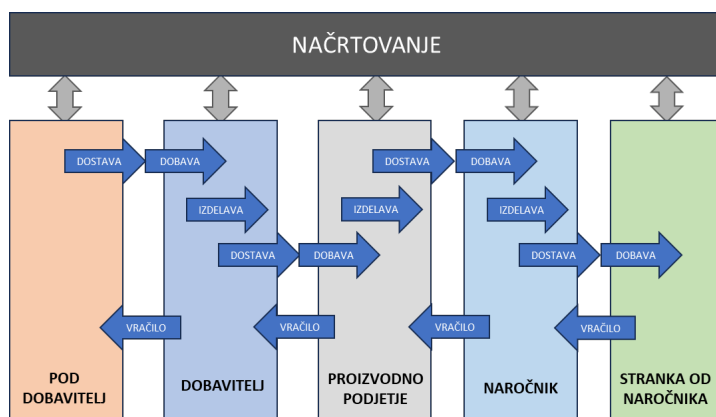 NAČRTOVANJE
DOSTAVA
DOBAVA
DOSTAVA
DOBAVA
IZDELAVA
IZDELAVA
IZDELAVA
DOSTAVA
DOBAVA
DOSTAVA
DOBAVA
VRAČILO
VRAČILO
VRAČILO
VRAČILO
POD
DOBAVITELJ
DOBAVITELJ
PROIZVODNO
PODJETJE
NAROČNIK
STRANKA OD
NAROČNIKA